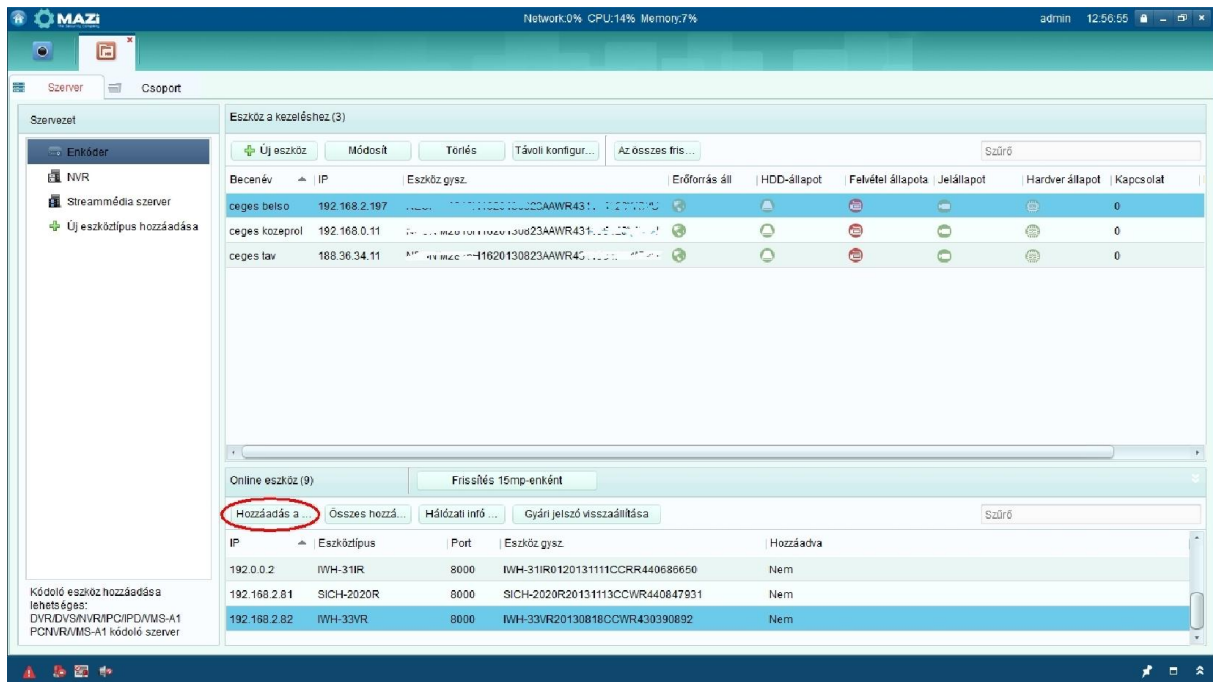 MAZi Network:0% CPU:14% Memory:7% admin 12:56:55
Szerver Csoport
Szervezet
Enkóder
NVR
Streammédia szerver
Új eszköztípus hozzáadása
Kódoló eszköz hozzáadása
lehetséges:
DVR/DVS/NVR/IPC/IPD/VMS-A1
PCNVR/VMS-A1 kódoló szerver
Eszköz a kezeléshez (3)
Új eszköz Módosít Törlés Távoli konfigur... Az összes fris... Szűrő
Becenév IP Eszköz gysz. Erőforrás áll HDD-állapot Felvétel állapota Jelállapot Hardver állapot Kapcsolat
ceges belso 192.168.2.197 0
ceges kozeprol 192.168.0.11 0
ceges tav 188.36.34.11 0
Online eszköz (9) Frissítés 15mp-enként
Hozzáadás a ... Összes hozzá... Hálózati infó ... Gyári jelszó visszaállítása Szűrő
IP Eszköztípus Port Eszköz gysz. Hozzáadva
192.0.0.2 IWH-31IR 8000 IWH-31IR0120131111CCRR440686650 Nem
192.168.2.81 SICH-2020R 8000 SICH-2020R20131113CCWR440847931 Nem
192.168.2.82 IWH-33VR 8000 IWH-33VR20130818CCWR430390892 Nem